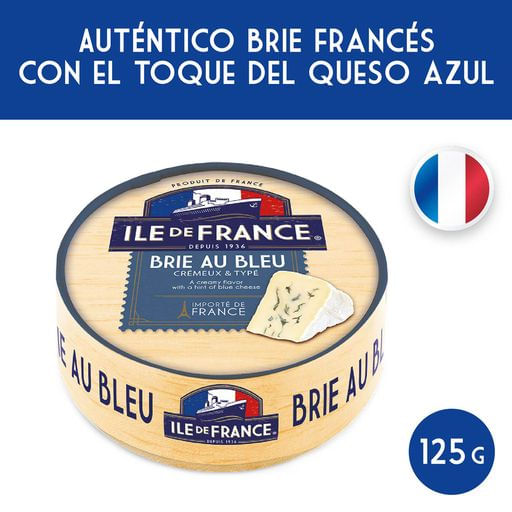 AUTÉNTICO BRIE FRANCÉS
CON EL TOQUE DEL QUESO AZUL
PRODUIT DE FRANCE
ILE DE FRANCE®
DEPUIS 1936
BRIE AU BLEU
CRÉMEUX & TYPÉ
A creamy flavor
with a hint of blue cheese
IMPORTÉ DE
FRANCE
BRIE AU BLEU
ILE DE FRANCE
DEPUIS 1936
BRIE AU B
125 G